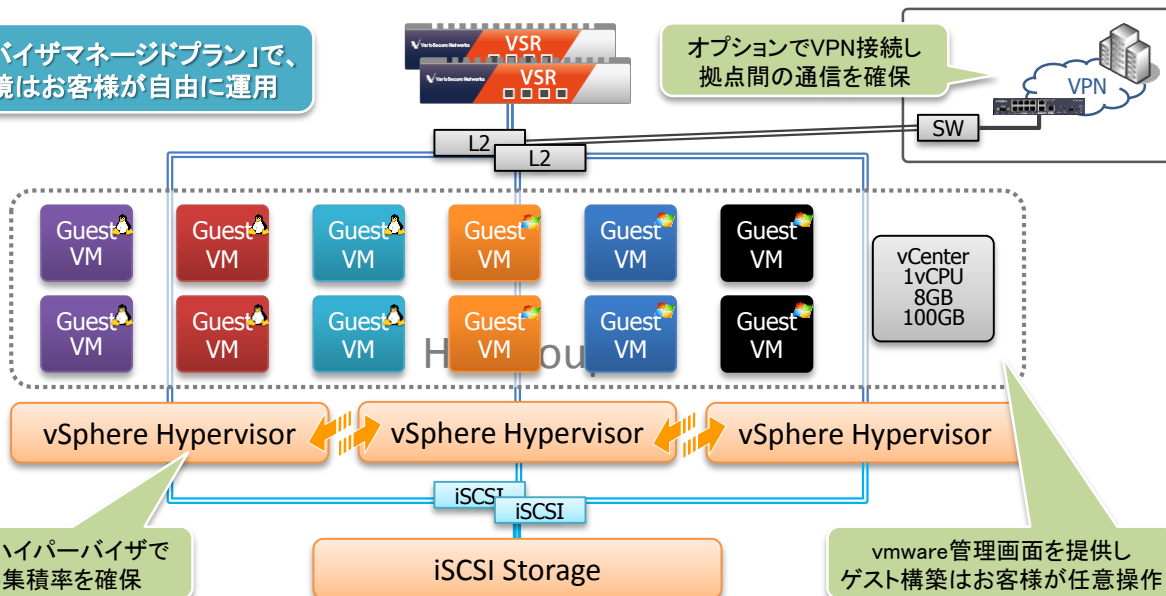 バイザマネージドプラン」で、
境はお客様が自由に運用
VarioSecure Networks
VSR
VarioSecure Networks
VSR
オプションでVPN接続し
拠点間の通信を確保
VPN
SW
L2
L2
Guest
VM
Guest
VM
Guest
VM
Guest
VM
Guest
VM
Guest
VM
vCenter
1vCPU
8GB
100GB
Guest
VM
Guest
VM
Guest
VM
Guest
VM
Guest
VM
Guest
VM
vSphere Hypervisor
vSphere Hypervisor
vSphere Hypervisor
iSCSI
iSCSI
ハイパーバイザで
集積率を確保
iSCSI Storage
vmware管理画面を提供し
ゲスト構築はお客様が任意操作